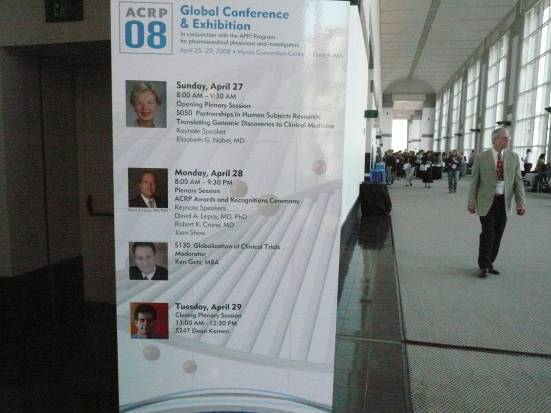 ACRP
08
Global Conference
& Exhibition
In conjunction with the APPI Program
for pharmaceutical physicians and investigators
April 25–29, 2008 • Hynes Convention Center • MA
Sunday, April 27
8:00 AM – 9:30 AM
Opening Plenary Session
S050 Partnerships in Human Subjects Research:
Translating Genomic Discoveries to Clinical Medicine
Keynote Speaker
Elizabeth G. Nabel, MD
Monday, April 28
8:00 AM – 9:30 PM
Plenary Session
ACRP Awards and Recognitions Ceremony
Keynote Speakers
David A. Lepay, MD, PhD
Robert K. Crone, MD
Joan Shaw
S130 Globalization of Clinical Trials
Moderator
Ken Getz, MBA
Tuesday, April 29
Closing Plenary Session
11:00 AM – 12:30 PM
S247 Dean Kamen